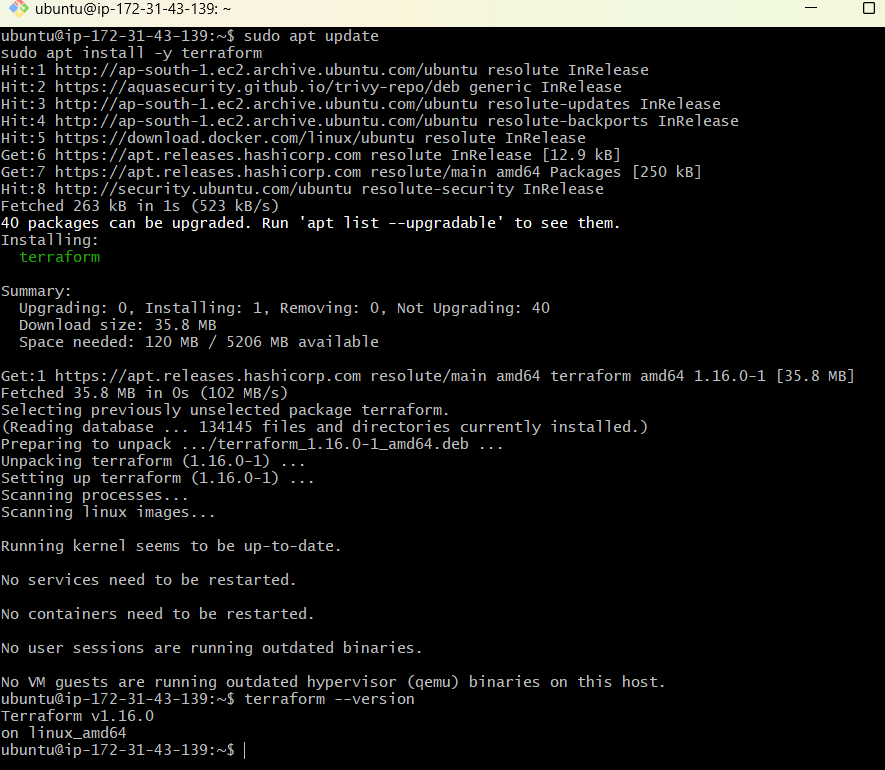 ubuntu@ip-172-31-43-139: ~
ubuntu@ip-172-31-43-139:~$ sudo apt update
sudo apt install -y terraform
Hit:1 http://ap-south-1.ec2.archive.ubuntu.com/ubuntu resolute InRelease
Hit:2 https://aquasecurity.github.io/trivy-repo/deb generic InRelease
Hit:3 http://ap-south-1.ec2.archive.ubuntu.com/ubuntu resolute-updates InRelease
Hit:4 http://ap-south-1.ec2.archive.ubuntu.com/ubuntu resolute-backports InRelease
Hit:5 https://download.docker.com/linux/ubuntu resolute InRelease
Get:6 https://apt.releases.hashicorp.com resolute InRelease [12.9 kB]
Get:7 https://apt.releases.hashicorp.com resolute/main amd64 Packages [250 kB]
Hit:8 http://security.ubuntu.com/ubuntu resolute-security InRelease
Fetched 263 kB in 1s (523 kB/s)
40 packages can be upgraded. Run 'apt list --upgradable' to see them.
Installing:
  terraform

Summary:
  Upgrading: 0, Installing: 1, Removing: 0, Not Upgrading: 40
  Download size: 35.8 MB
  Space needed: 120 MB / 5206 MB available

Get:1 https://apt.releases.hashicorp.com resolute/main amd64 terraform amd64 1.16.0-1 [35.8 MB]
Fetched 35.8 MB in 0s (102 MB/s)
Selecting previously unselected package terraform.
(Reading database ... 134145 files and directories currently installed.)
Preparing to unpack .../terraform_1.16.0-1_amd64.deb ...
Unpacking terraform (1.16.0-1) ...
Setting up terraform (1.16.0-1) ...
Scanning processes...
Scanning linux images...

Running kernel seems to be up-to-date.

No services need to be restarted.

No containers need to be restarted.

No user sessions are running outdated binaries.

No VM guests are running outdated hypervisor (qemu) binaries on this host.
ubuntu@ip-172-31-43-139:~$ terraform --version
Terraform v1.16.0
on linux_amd64
ubuntu@ip-172-31-43-139:~$